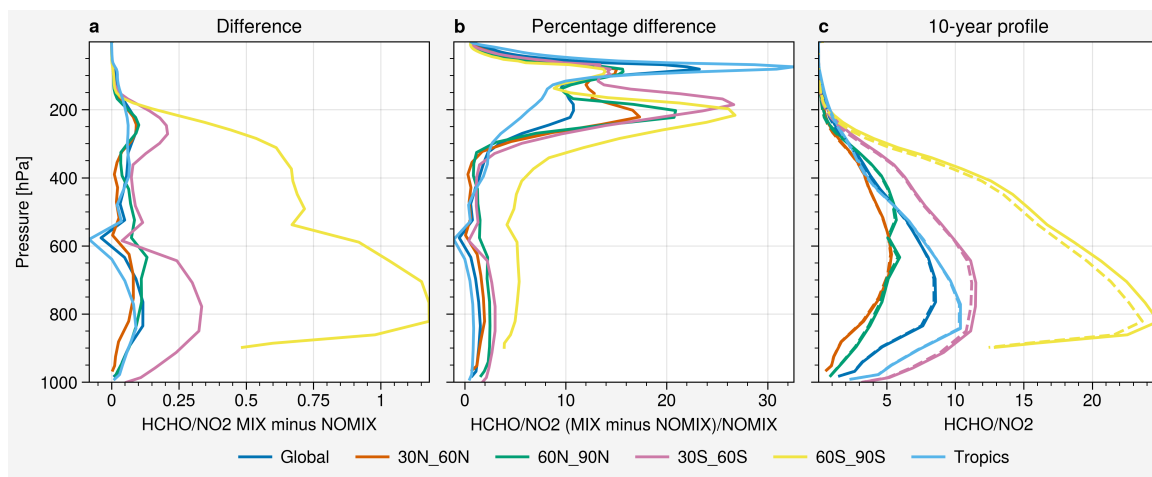 a Difference
b Percentage difference
c 10-year profile
Pressure [hPa]
200
400
600
800
1000
0 0.25 0.5 0.75 1
0 10 20 30
5 10 15 20
HCHO/NO2 MIX minus NOMIX
HCHO/NO2 (MIX minus NOMIX)/NOMIX
HCHO/NO2
Global 30N_60N 60N_90N 30S_60S 60S_90S Tropics